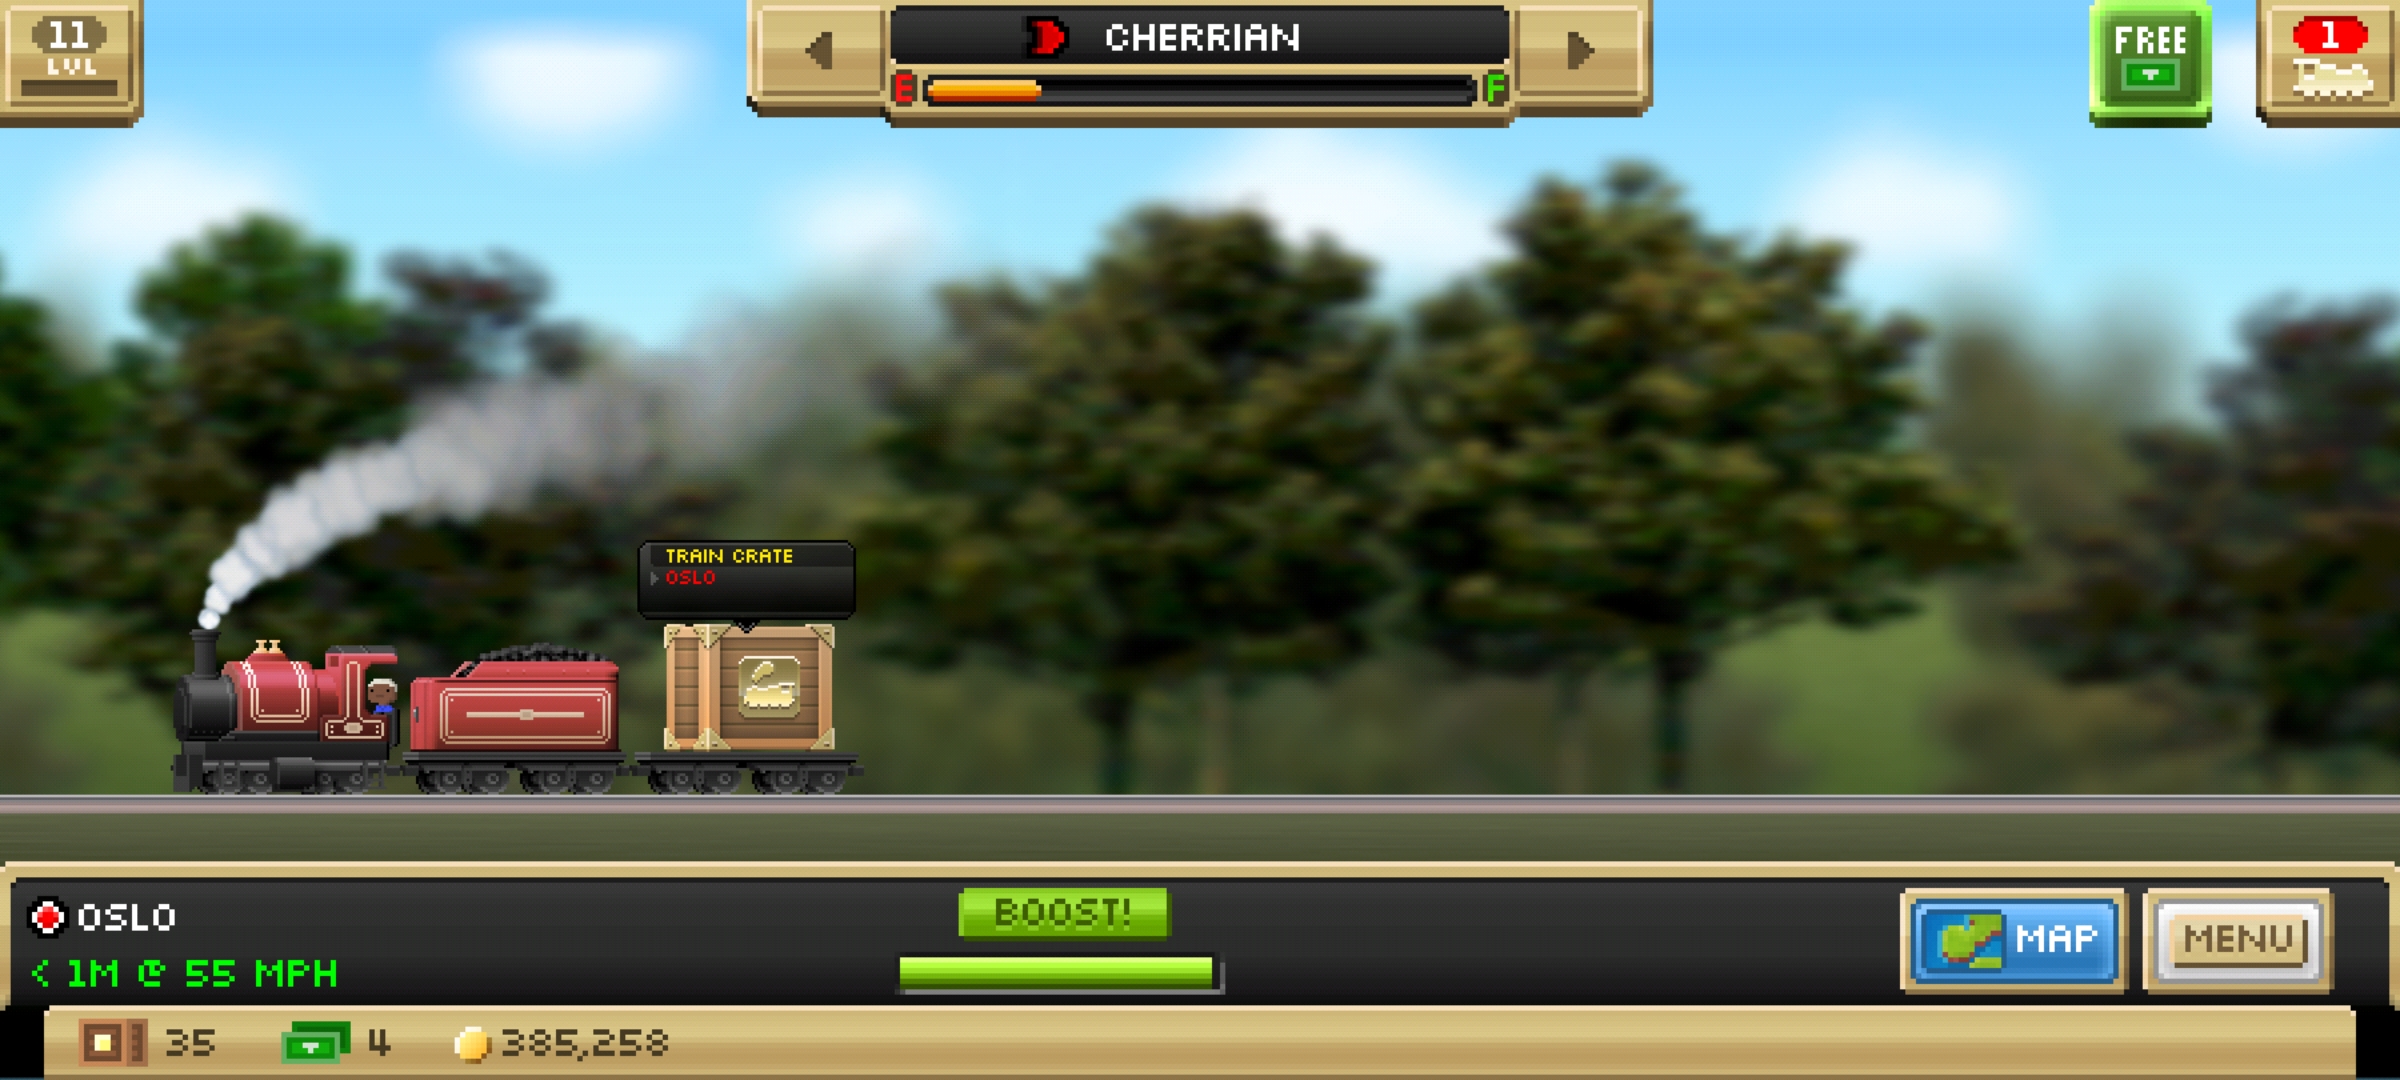 11
LVL
CHERRIAN
E F
FREE
1
TRAIN CRATE
OSLO
OSLO
< 1M @ 55 MPH
BOOST!
MAP
MENU
35
4
385,258